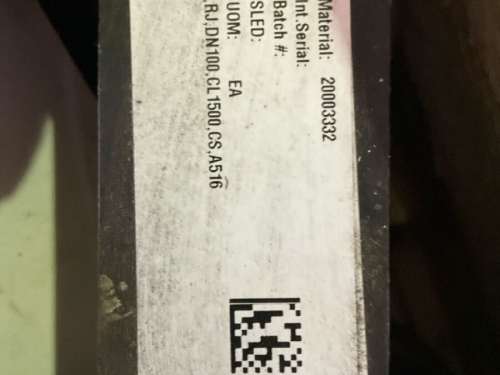 Material: 20003332
Int.Serial:
Batch #:
SLED:
UOM: EA
,RJ,DN100,CL1500,CS,A516